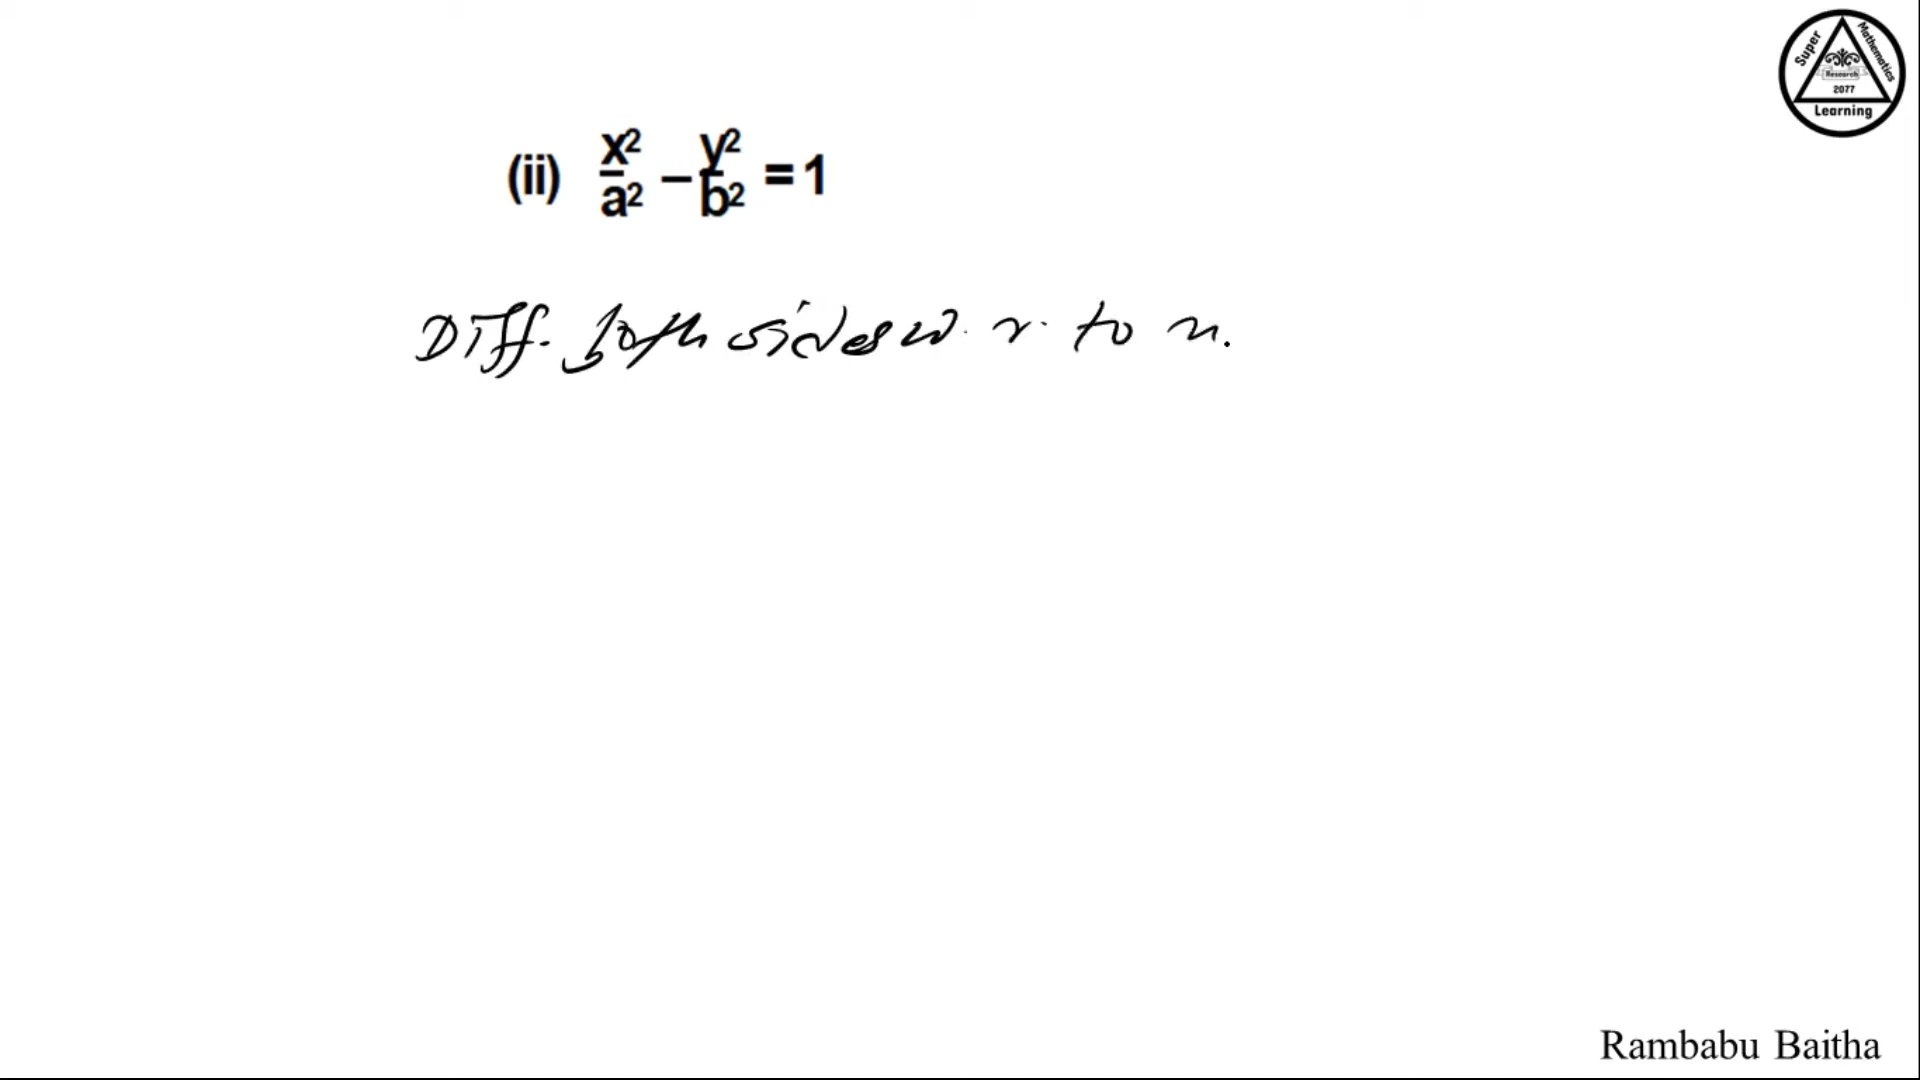 Super Mathematics
Research
2077
Learning
(ii) x²/a² – y²/b² = 1
Diff. both sides w. r. to x.
Rambabu Baitha